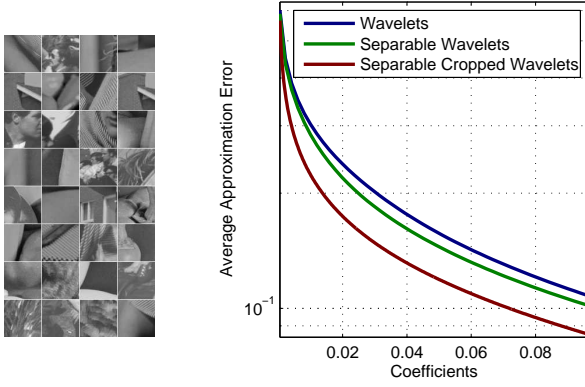 Wavelets
Separable Wavelets
Separable Cropped Wavelets
Average Approximation Error
10^{-1}
0.02 0.04 0.06 0.08
Coefficients